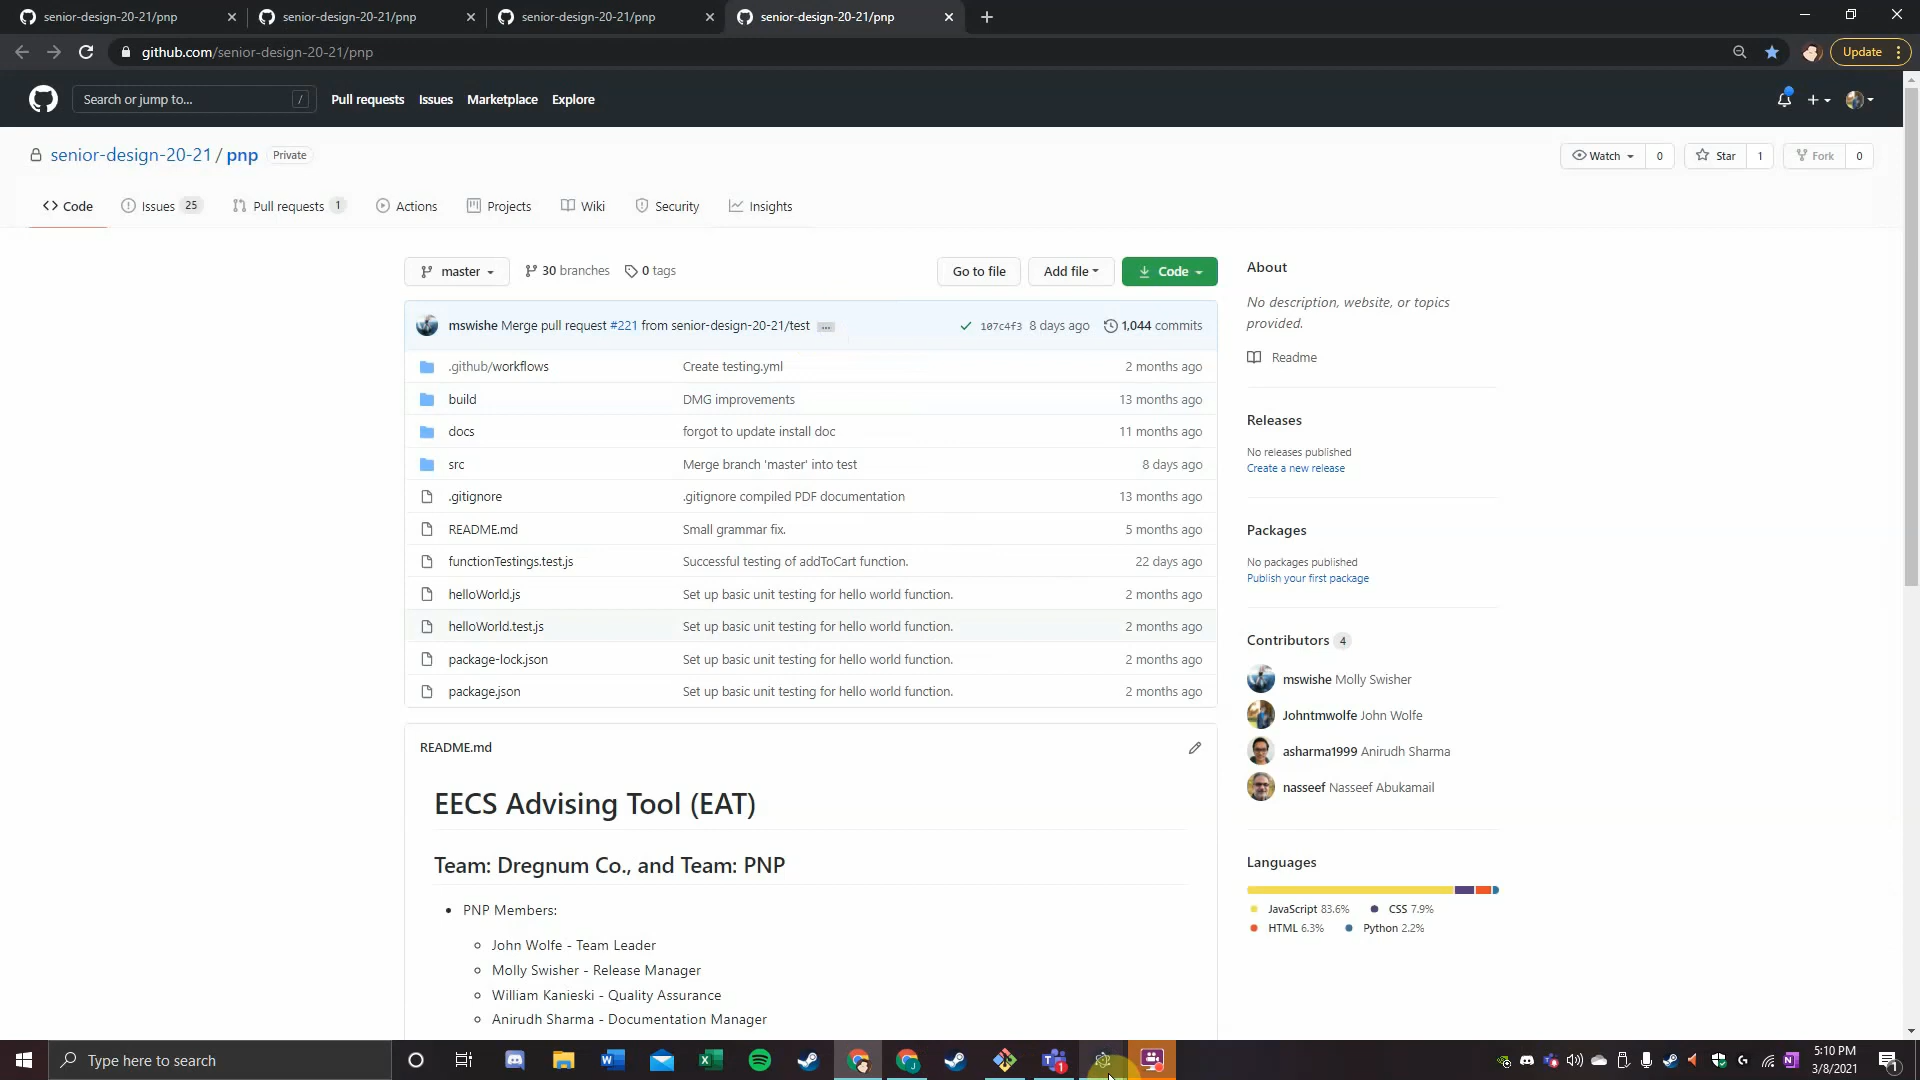 senior-design-20-21/pnp
senior-design-20-21/pnp
senior-design-20-21/pnp
senior-design-20-21/pnp
github.com/senior-design-20-21/pnp
Update
Search or jump to... /
Pull requests Issues Marketplace Explore
senior-design-20-21 / pnp Private
Watch 0 Star 1 Fork 0
Code Issues 25 Pull requests 1 Actions Projects Wiki Security Insights
master 30 branches 0 tags
Go to file Add file Code
mswishe Merge pull request #221 from senior-design-20-21/test ... 107c4f3 8 days ago 1,044 commits
.github/workflows Create testing.yml 2 months ago
build DMG improvements 13 months ago
docs forgot to update install doc 11 months ago
src Merge branch 'master' into test 8 days ago
.gitignore .gitignore compiled PDF documentation 13 months ago
README.md Small grammar fix. 5 months ago
functionTestings.test.js Successful testing of addToCart function. 22 days ago
helloWorld.js Set up basic unit testing for hello world function. 2 months ago
helloWorld.test.js Set up basic unit testing for hello world function. 2 months ago
package-lock.json Set up basic unit testing for hello world function. 2 months ago
package.json Set up basic unit testing for hello world function. 2 months ago
README.md
EECS Advising Tool (EAT)
Team: Dregnum Co., and Team: PNP
PNP Members:
John Wolfe - Team Leader
Molly Swisher - Release Manager
William Kanieski - Quality Assurance
Anirudh Sharma - Documentation Manager
About
No description, website, or topics
provided.
Readme
Releases
No releases published
Create a new release
Packages
No packages published
Publish your first package
Contributors 4
mswishe Molly Swisher
Johntmwolfe John Wolfe
asharma1999 Anirudh Sharma
nasseef Nasseef Abukamail
Languages
JavaScript 83.6% CSS 7.9%
HTML 6.3% Python 2.2%
Type here to search
5:10 PM
3/8/2021